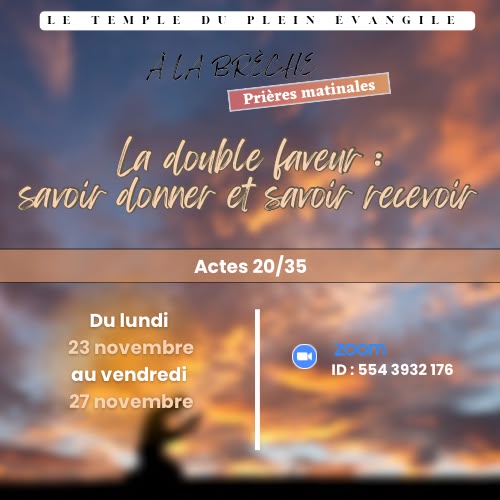 LE TEMPLE DU PLEIN EVANGILE
À LA BRÈCHE
Prières matinales
La double faveur :
savoir donner et savoir recevoir
Actes 20/35
Du lundi
23 novembre
au vendredi
27 novembre
zoom
ID : 554 3932 176